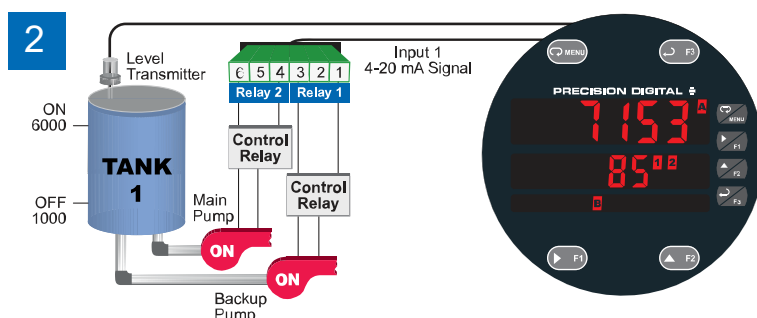 2
Level
Transmitter
ON
6000
OFF
1000
TANK
1
Main
Pump
ON
Backup
Pump
ON
6 5 4 3 2 1
Relay 2 Relay 1
Control
Relay
Control
Relay
Input 1
4-20 mA Signal
MENU
F3
PRECISION DIGITAL
7153 A
85 1 2
B
MENU
F1
F2
F3
F1
F2